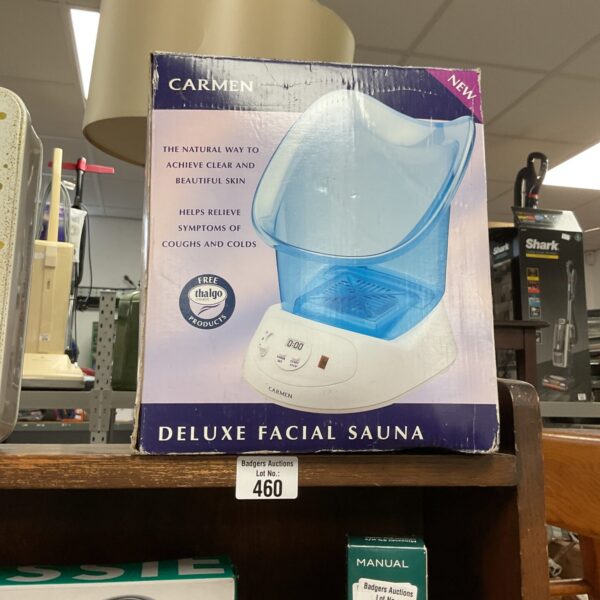 CARMEN
NEW
THE NATURAL WAY TO
ACHIEVE CLEAR AND
BEAUTIFUL SKIN
HELPS RELIEVE
SYMPTOMS OF
COUGHS AND COLDS
FREE
thalgo
PRODUCTS
0:00
CARMEN
DELUXE FACIAL SAUNA
Shark
Badgers Auctions
Lot No.:
460
SSIE
MANUAL
Badgers Auctions
Lot No.: